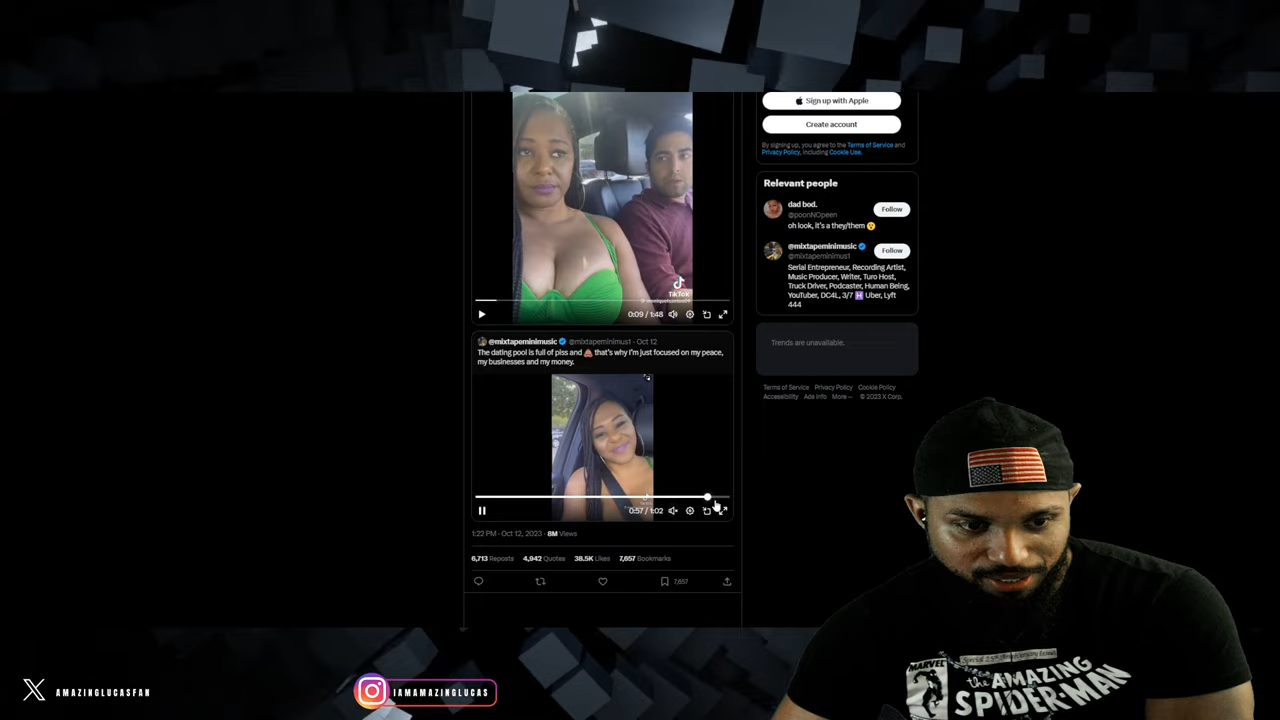 Sign up with Apple
Create account
By signing up, you agree to the Terms of Service and
Privacy Policy, including Cookie Use.
Relevant people
dad bod.
@poonNOpeen
Follow
oh look, it's a they/them 😯
@mixtapeminimusic
@mixtapeminimus1
Follow
Serial Entrepreneur, Recording Artist,
Music Producer, Writer, Turo Host,
Truck Driver, Podcaster, Human Being,
YouTuber, DC4L, 3/7 ♓ Uber, Lyft
444
TikTok
0:09 / 1:48
@mixtapeminimusic @mixtapeminimus1 · Oct 12
The dating pool is full of piss and 💩 that's why I'm just focused on my peace,
my businesses and my money.
0:57 / 1:02
Trends are unavailable.
Terms of Service Privacy Policy Cookie Policy
Accessibility Ads info More ··· © 2023 X Corp.
1:22 PM · Oct 12, 2023 · 8M Views
6,713 Reposts 4,942 Quotes 38.5K Likes 7,657 Bookmarks
7,657
MARVEL
the AMAZING
SPIDER-MAN
AMAZINGLUCASFAN
IAMAMAZINGLUCAS